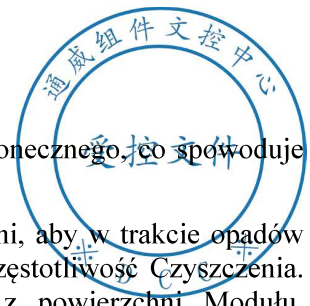 通威组件文控中心
受控文件
※ D C C ※
onecznego, co spowoduje
ni, aby w trakcie opadów
zęstotliwość Czyszczenia.
z powierzchni Modułu